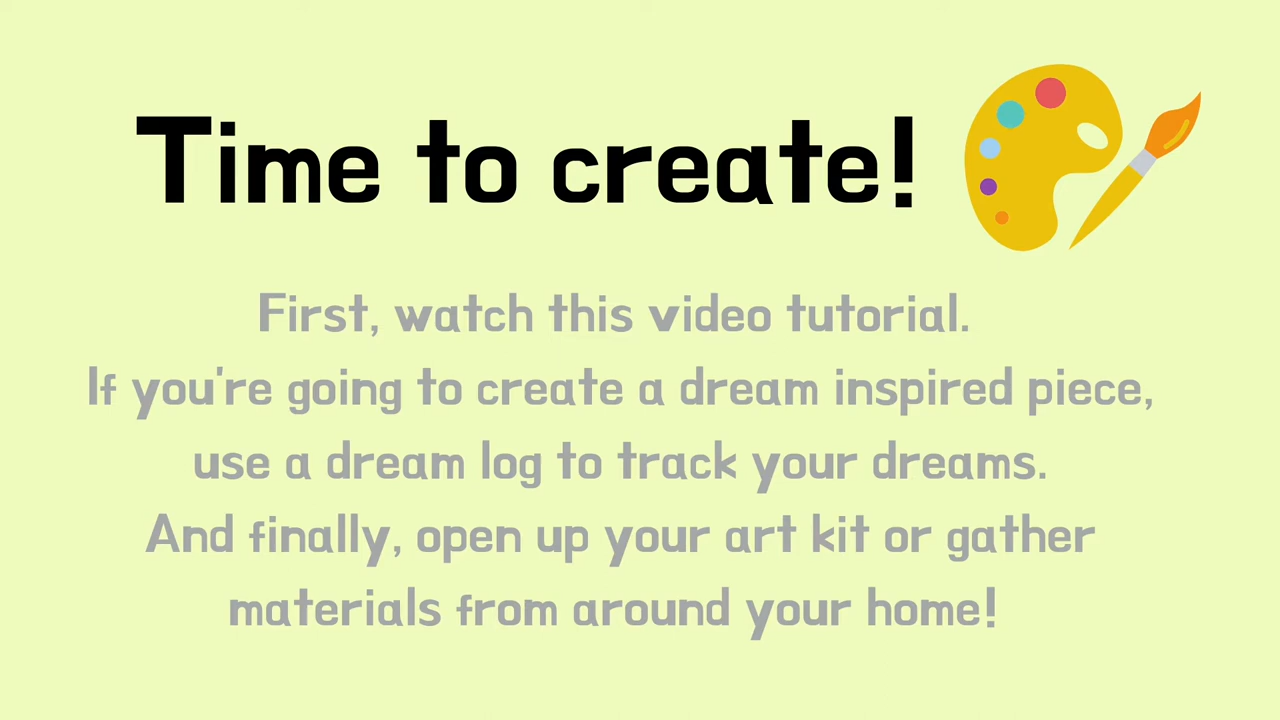 Time to create!
First, watch this video tutorial.
If you're going to create a dream inspired piece,
use a dream log to track your dreams.
And finally, open up your art kit or gather
materials from around your home!